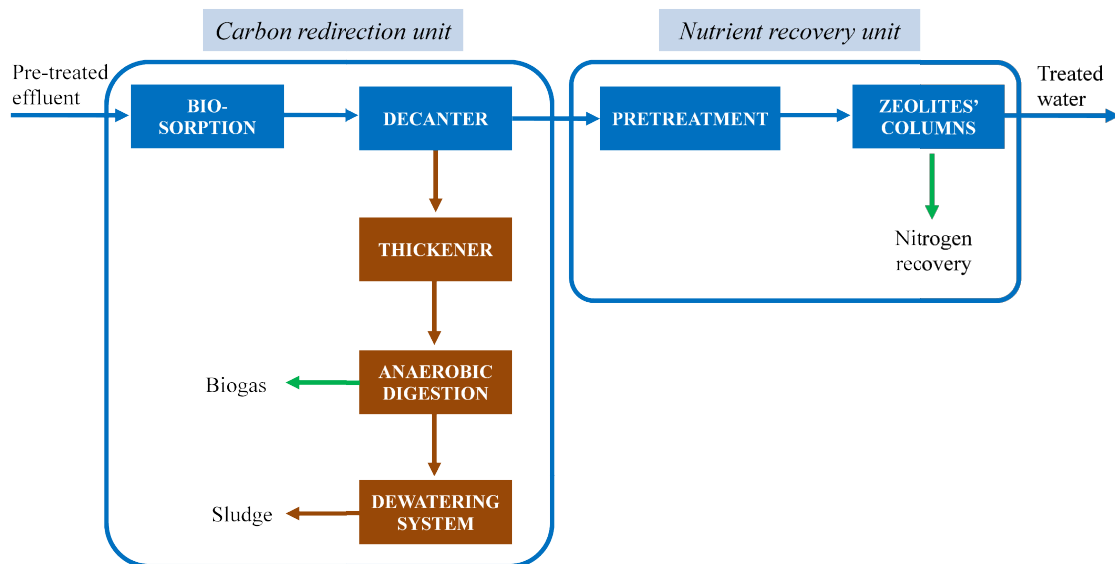 Carbon redirection unit
Nutrient recovery unit
Pre-treated
effluent
BIO-
SORPTION
DECANTER
PRETREATMENT
ZEOLITES’
COLUMNS
Treated
water
THICKENER
Nitrogen
recovery
Biogas
ANAEROBIC
DIGESTION
Sludge
DEWATERING
SYSTEM